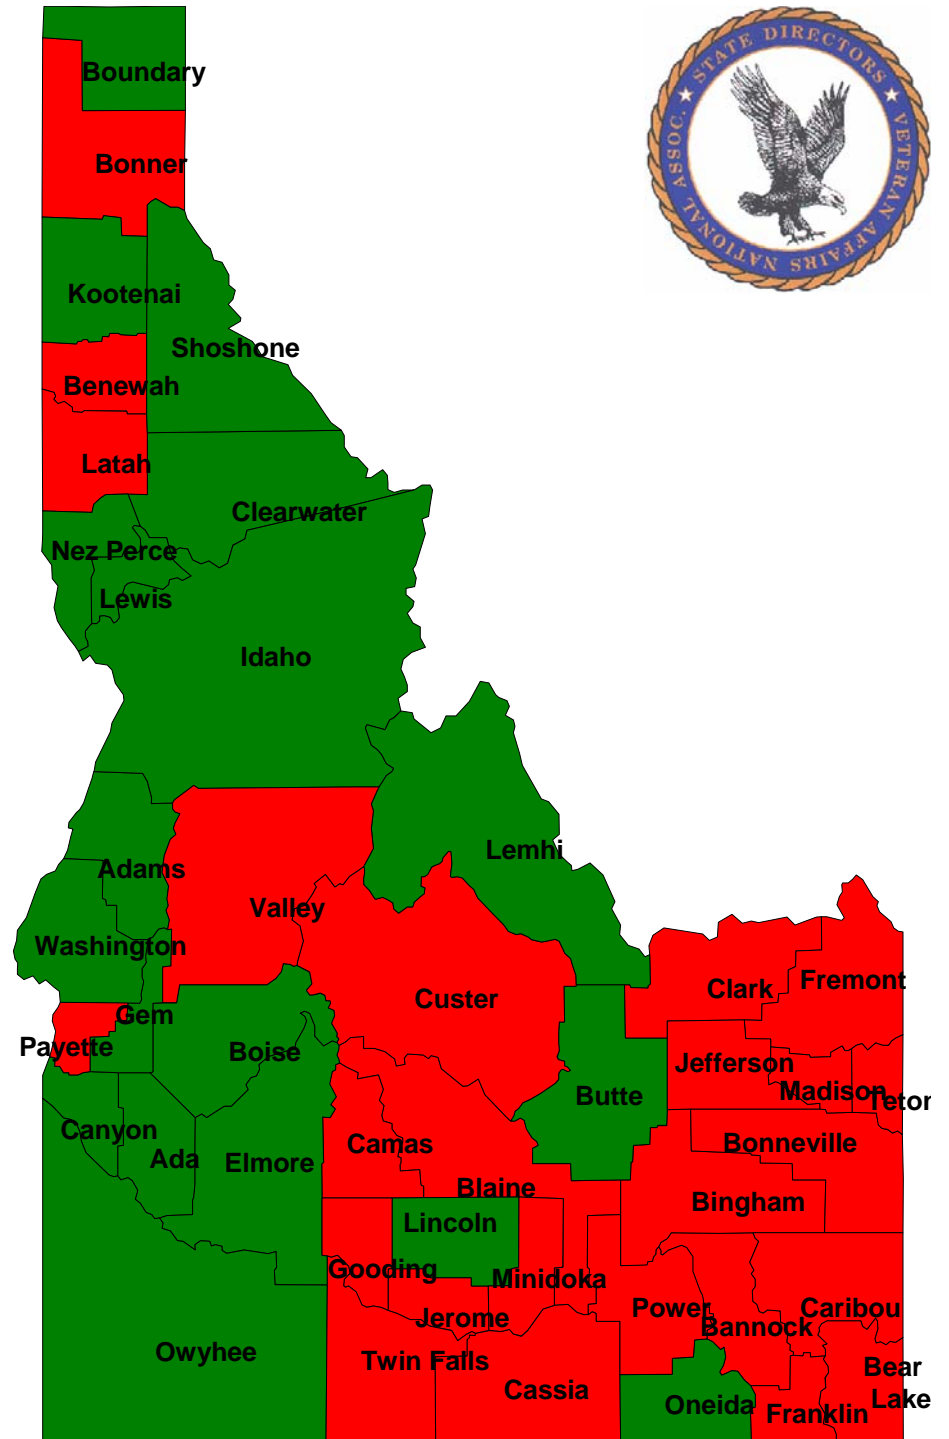 STATE DIRECTORS
VETERAN AFFAIRS
NATIONAL ASSOC.
Boundary
Bonner
Kootenai
Shoshone
Benewah
Latah
Clearwater
Nez Perce
Lewis
Idaho
Lemhi
Adams
Valley
Washington
Fremont
Clark
Custer
Gem
Payette
Boise
Jefferson
Madison
Teton
Butte
Canyon
Camas
Bonneville
Ada
Elmore
Blaine
Bingham
Lincoln
Gooding
Minidoka
Power
Caribou
Jerome
Bannock
Owyhee
Twin Falls
Bear
Lake
Cassia
Oneida
Franklin